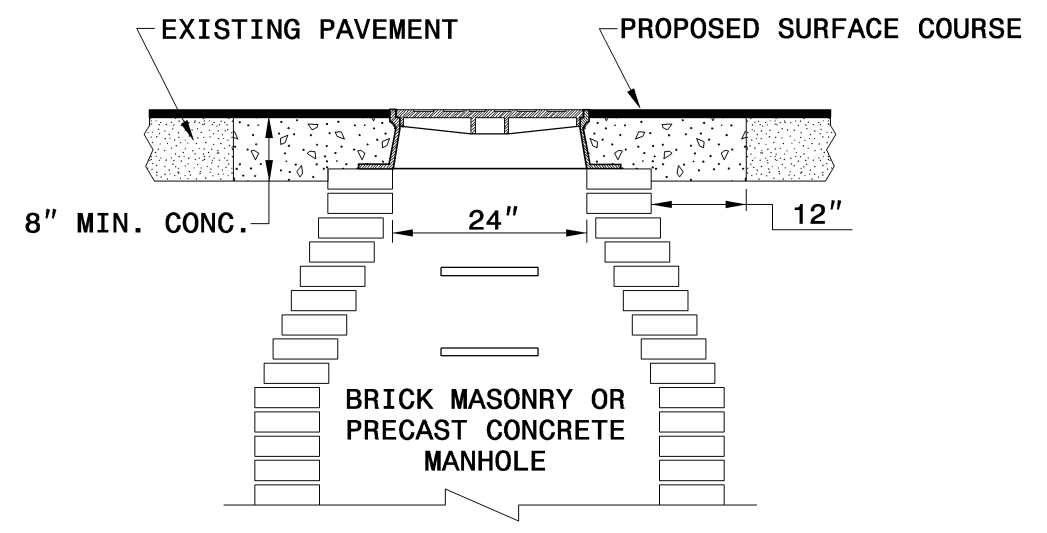 EXISTING PAVEMENT
PROPOSED SURFACE COURSE
8" MIN. CONC.
24"
12"
BRICK MASONRY OR
PRECAST CONCRETE
MANHOLE